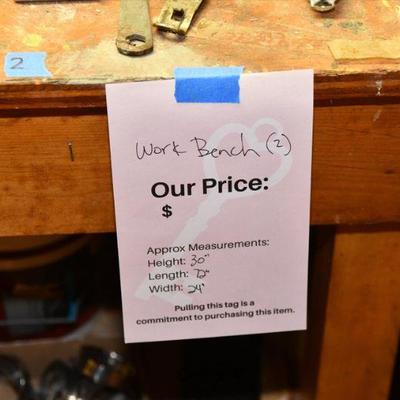 2
Work Bench (2)
Our Price:
$
Approx Measurements:
Height: 30"
Length: 72"
Width: 24"
Pulling this tag is a
commitment to purchasing this item.